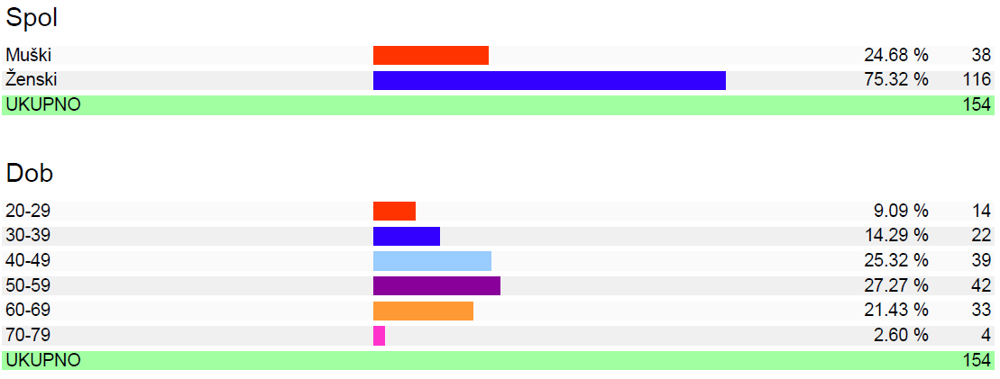 Spol
Muški 24.68 % 38
Ženski 75.32 % 116
UKUPNO 154
Dob
20-29 9.09 % 14
30-39 14.29 % 22
40-49 25.32 % 39
50-59 27.27 % 42
60-69 21.43 % 33
70-79 2.60 % 4
UKUPNO 154